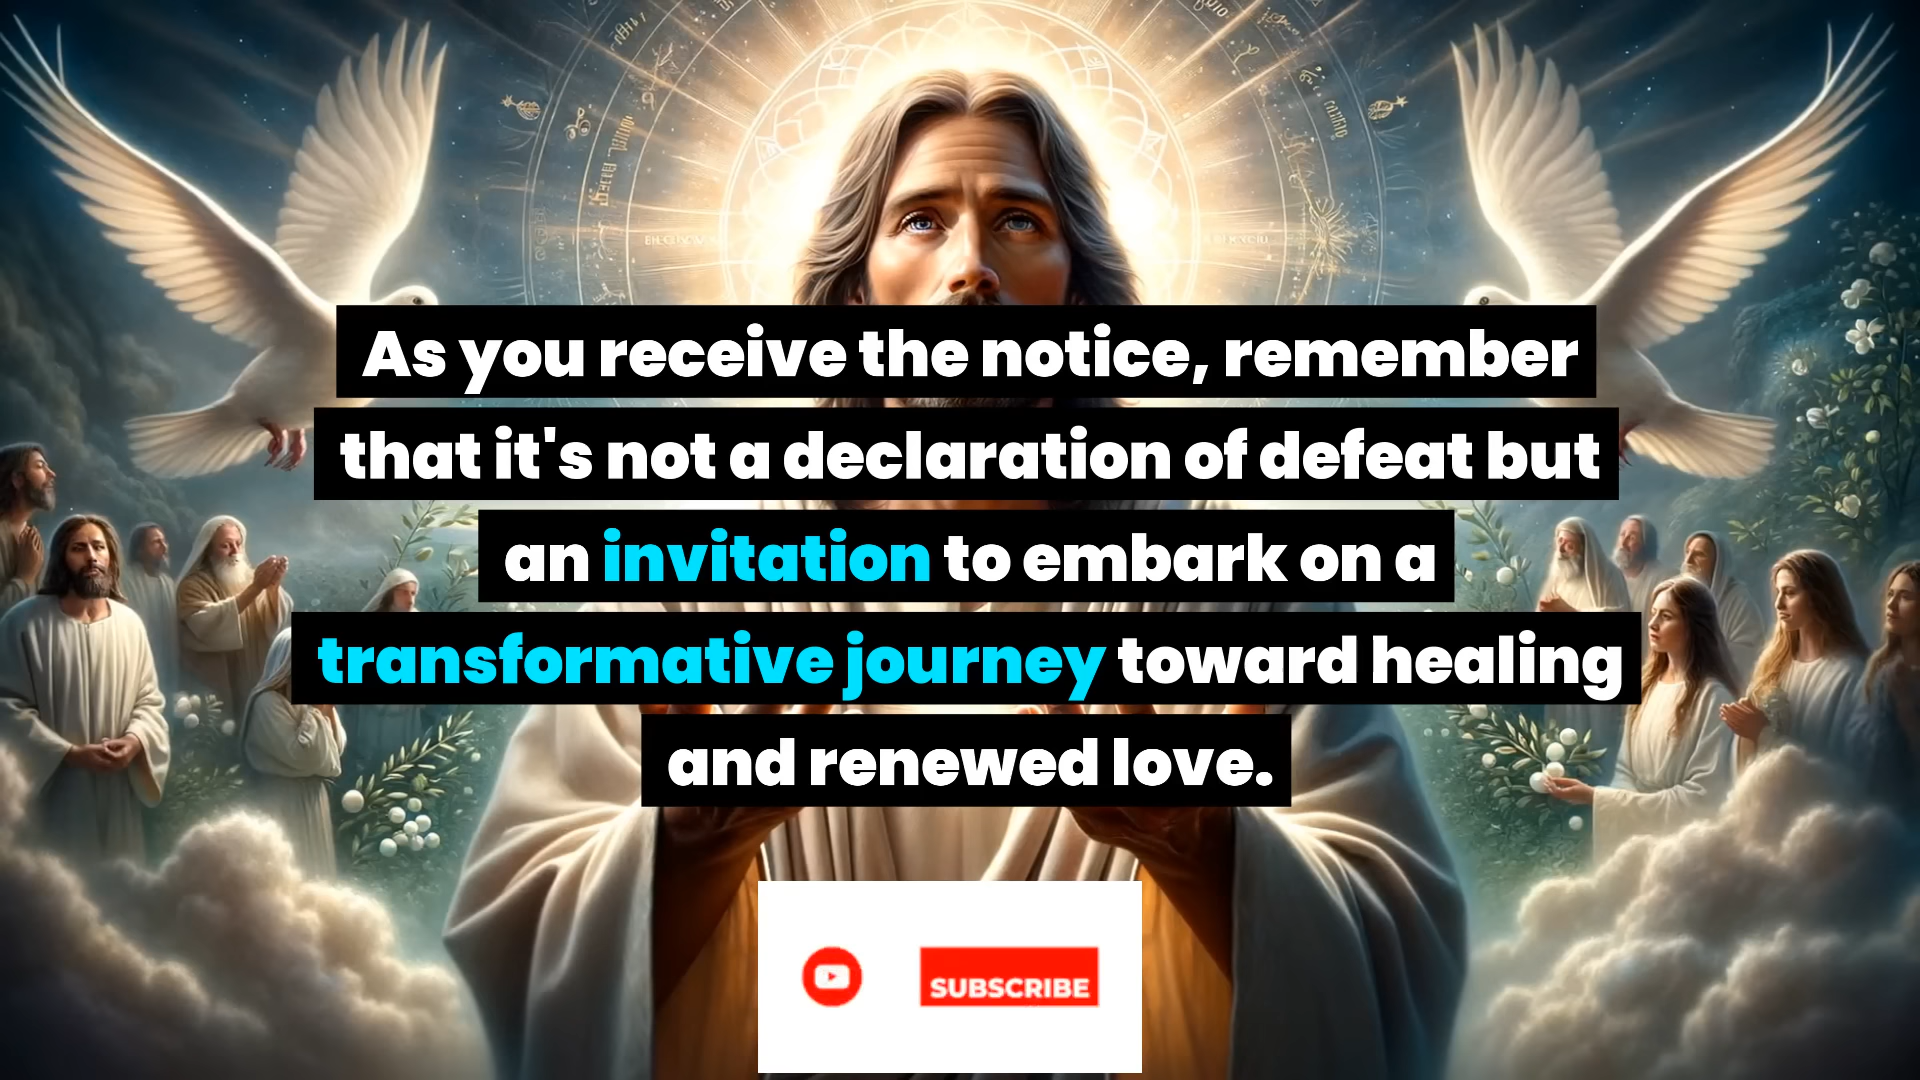 As you receive the notice, remember
that it's not a declaration of defeat but
an invitation to embark on a
transformative journey toward healing
and renewed love.
SUBSCRIBE